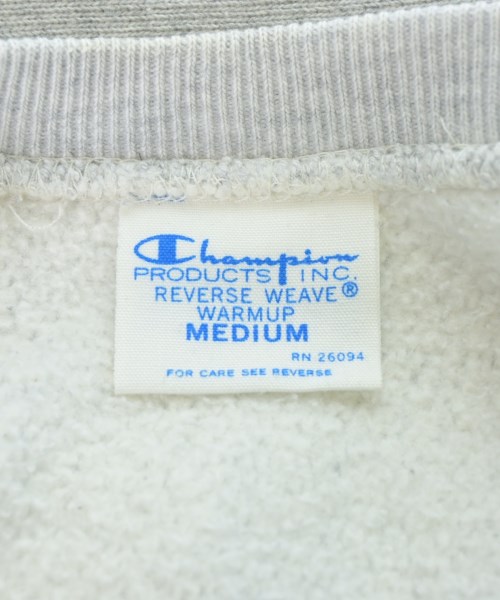 Champion
PRODUCTS INC.
REVERSE WEAVE®
WARMUP
MEDIUM
RN 26094
FOR CARE SEE REVERSE